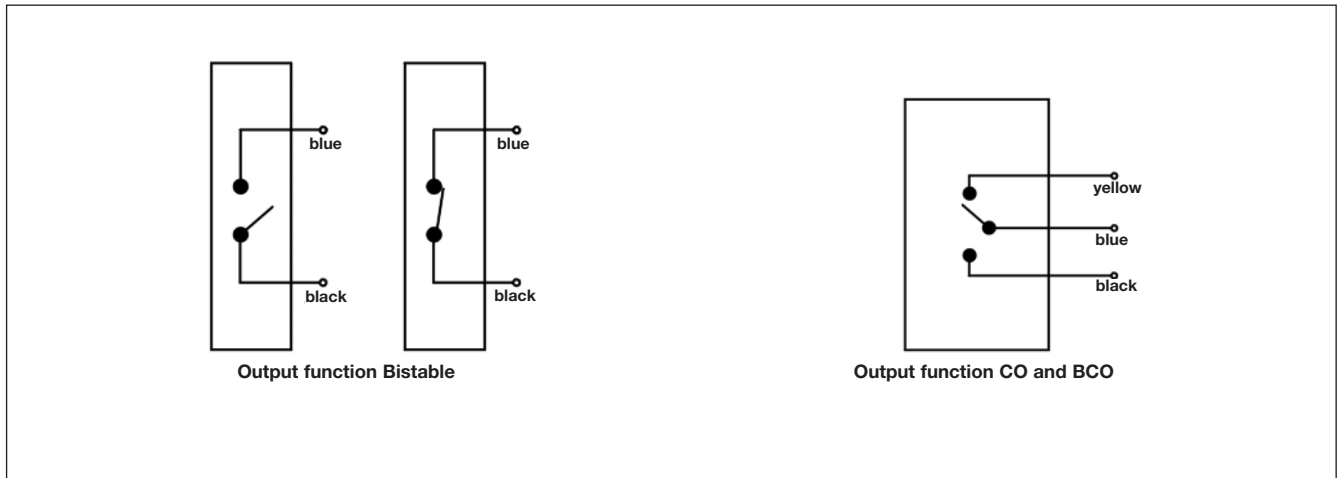 blue
black
blue
black
Output function Bistable
yellow
blue
black
Output function CO and BCO